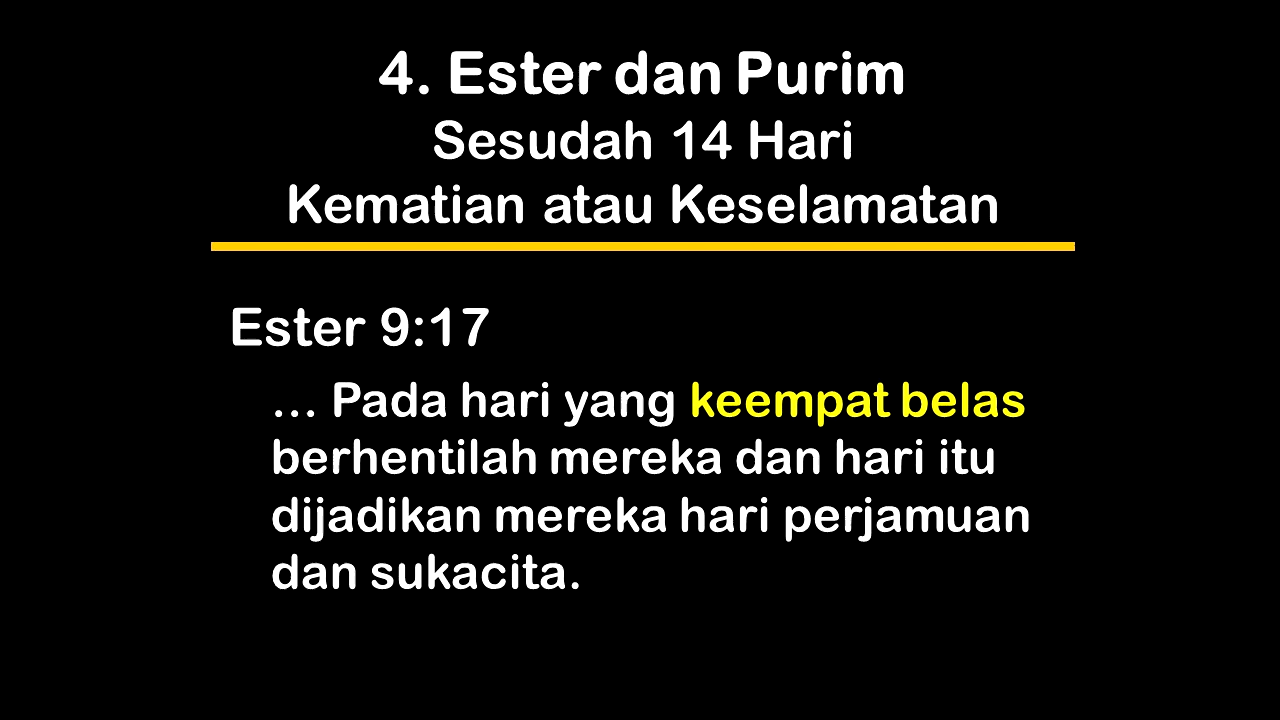 4. Ester dan Purim
Sesudah 14 Hari
Kematian atau Keselamatan
Ester 9:17
... Pada hari yang keempat belas
berhentilah mereka dan hari itu
dijadikan mereka hari perjamuan
dan sukacita.